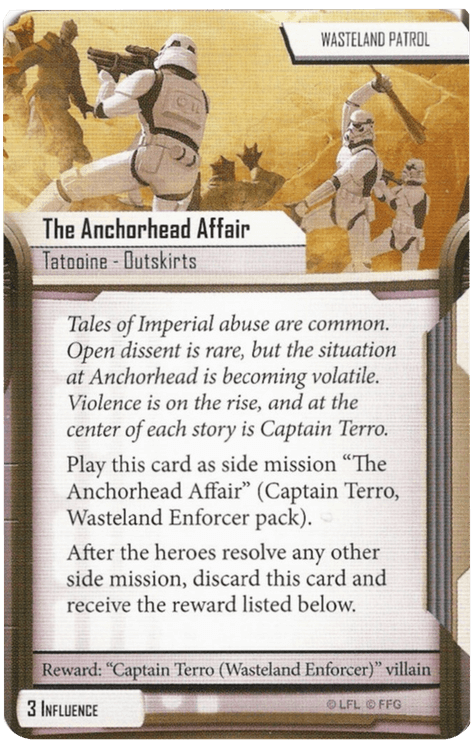 WASTELAND PATROL
The Anchorhead Affair
Tatooine - Outskirts
Tales of Imperial abuse are common.
Open dissent is rare, but the situation
at Anchorhead is becoming volatile.
Violence is on the rise, and at the
center of each story is Captain Terro.
Play this card as side mission “The
Anchorhead Affair” (Captain Terro,
Wasteland Enforcer pack).
After the heroes resolve any other
side mission, discard this card and
receive the reward listed below.
Reward: “Captain Terro (Wasteland Enforcer)” villain
3 INFLUENCE
© LFL © FFG